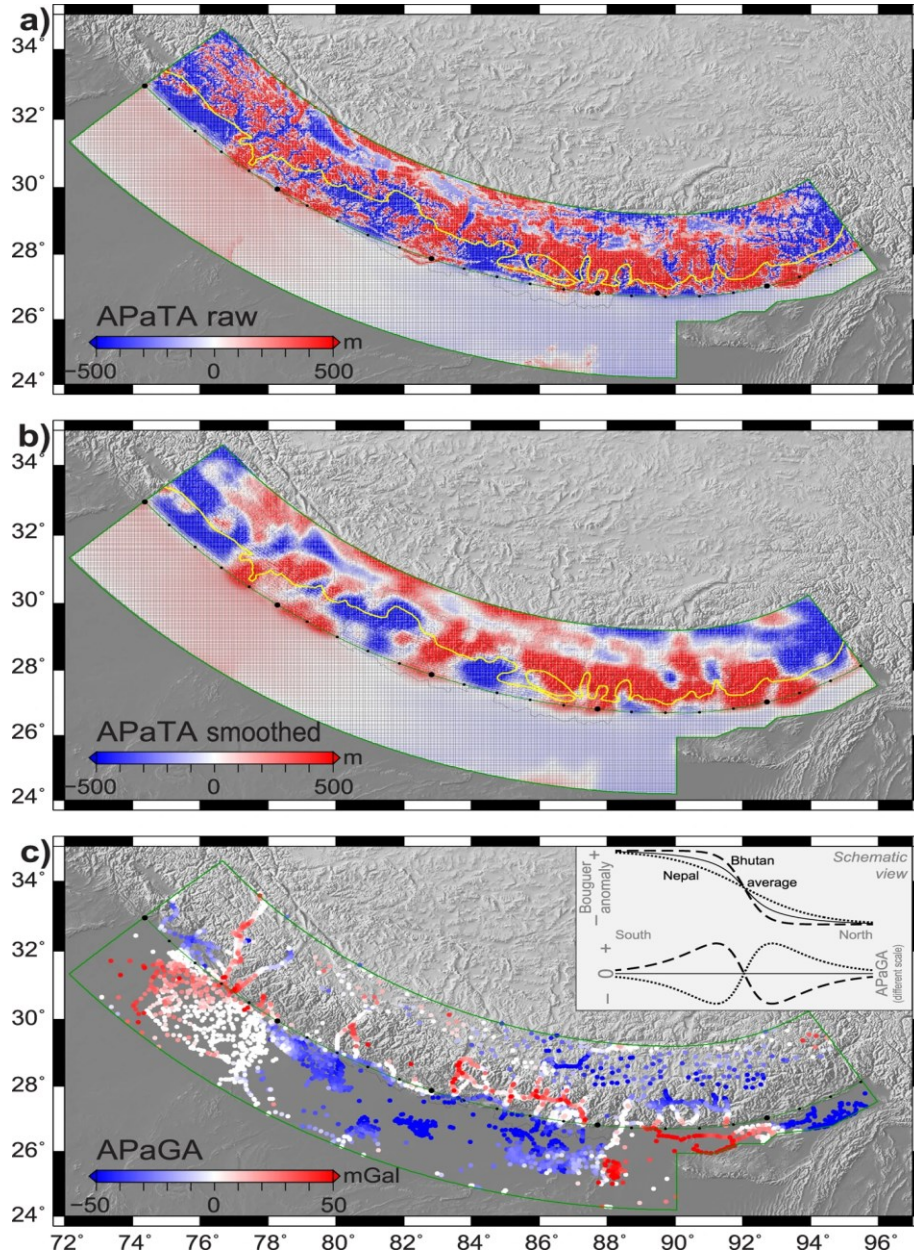 a)
34°
32°
30°
28°
26°
24°
APaTA raw
−500 0 500 m
b)
34°
32°
30°
28°
26°
24°
APaTA smoothed
−500 0 500 m
c)
34°
32°
30°
28°
26°
24°
Schematic view
Bouguer anomaly
+
−
Bhutan
Nepal
average
South
North
+
0
−
APaGA
(different scale)
APaGA
−50 0 50 mGal
72° 74° 76° 78° 80° 82° 84° 86° 88° 90° 92° 94° 96°